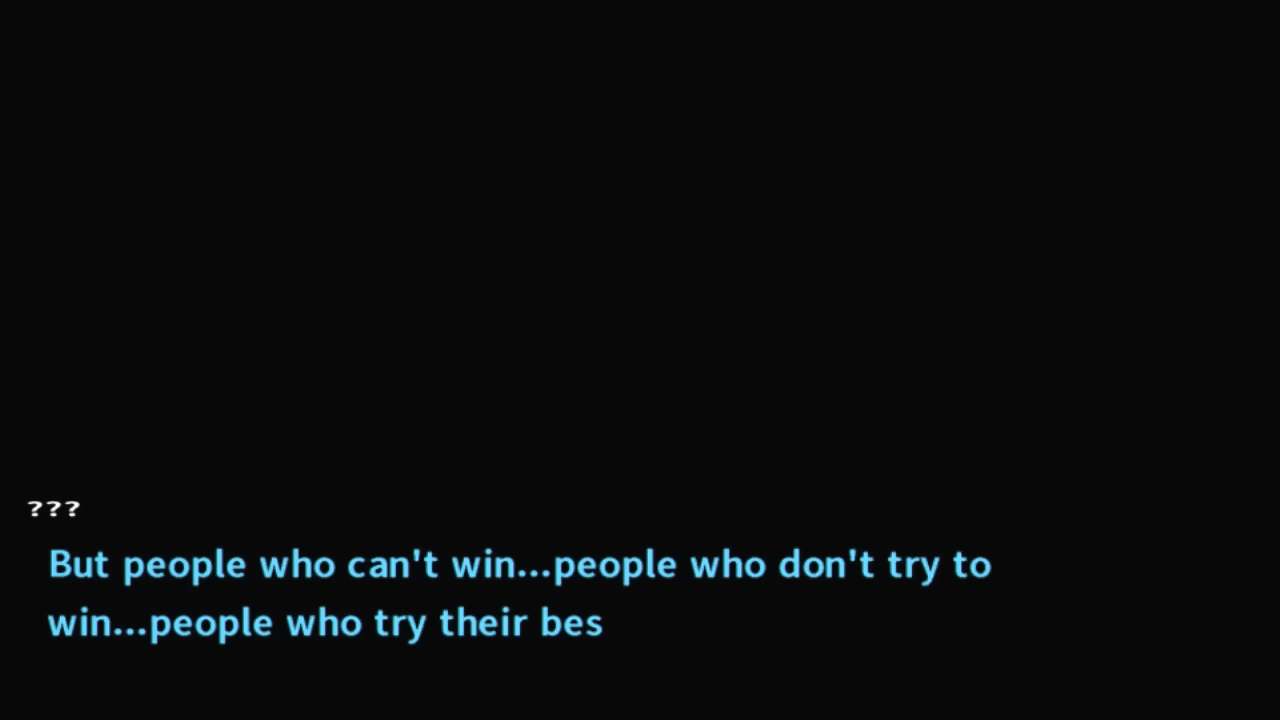 ???
But people who can't win...people who don't try to
win...people who try their bes